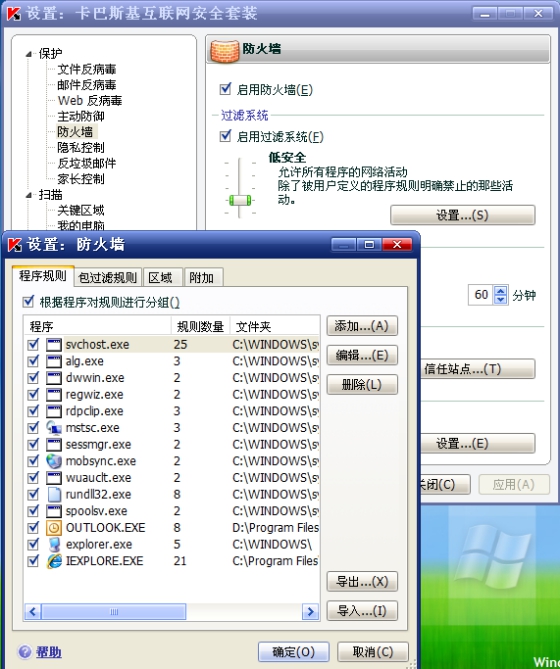 设置：卡巴斯基互联网安全套装
保护
文件反病毒
邮件反病毒
Web 反病毒
主动防御
防火墙
隐私控制
反垃圾邮件
家长控制
扫描
关键区域
我的电脑
防火墙
启用防火墙(E)
过滤系统
启用过滤系统(F)
低安全
允许所有程序的网络活动
除了被用户定义的程序规则明确禁止的那些活
动。
设置...(S)
60 分钟
信任站点...(T)
设置...(E)
关闭(C)
应用(A)
设置：防火墙
程序规则 包过滤规则 区域 附加
根据程序对规则进行分组()
程序 规则数量 文件夹
svchost.exe 25 C:\WINDOWS\sy
alg.exe 3 C:\WINDOWS\sy
dwwin.exe 2 C:\WINDOWS\sy
regwiz.exe 2 C:\WINDOWS\sy
rdpclip.exe 3 C:\WINDOWS\sy
mstsc.exe 3 C:\WINDOWS\sy
sessmgr.exe 2 C:\WINDOWS\sy
mobsync.exe 2 C:\WINDOWS\sy
wuauclt.exe 2 C:\WINDOWS\sy
rundll32.exe 8 C:\WINDOWS\sy
spoolsv.exe 2 C:\WINDOWS\sy
OUTLOOK.EXE 8 D:\Program Files
explorer.exe 5 C:\WINDOWS\
IEXPLORE.EXE 21 C:\Program Files
添加...(A)
编辑...(E)
删除(L)
导出...(X)
导入...(I)
帮助
确定(O)
取消(C)
Win